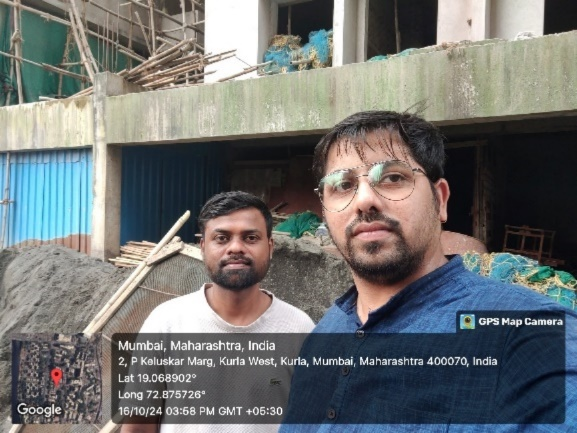 GPS Map Camera
Mumbai, Maharashtra, India
2, P Keluskar Marg, Kurla West, Kurla, Mumbai, Maharashtra 400070, India
Lat 19.068902°
Long 72.875726°
16/10/24 03:58 PM GMT +05:30
Google